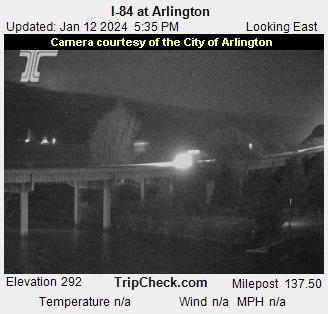 I-84 at Arlington
Updated: Jan 12 2024 5:35 PM Looking East
Camera courtesy of the City of Arlington
Elevation 292 TripCheck.com Milepost 137.50
Temperature n/a Wind n/a MPH n/a